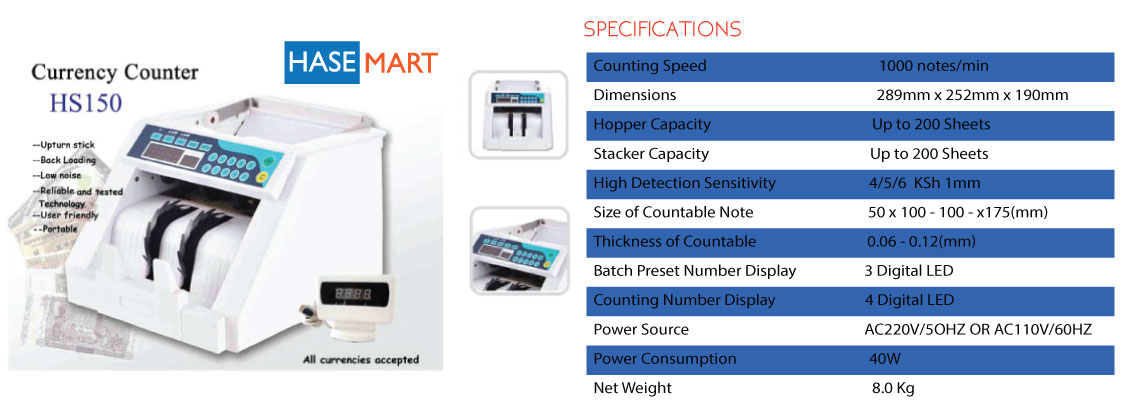 HASE MART
Currency Counter
HS150
--Upturn stick
--Back Loading
--Low noise
--Reliable and tested
Technology
--User friendly
--Portable
All currencies accepted
SPECIFICATIONS
Counting Speed 1000 notes/min
Dimensions 289mm x 252mm x 190mm
Hopper Capacity Up to 200 Sheets
Stacker Capacity Up to 200 Sheets
High Detection Sensitivity 4/5/6 KSh 1mm
Size of Countable Note 50 x 100 - 100 - x175(mm)
Thickness of Countable 0.06 - 0.12(mm)
Batch Preset Number Display 3 Digital LED
Counting Number Display 4 Digital LED
Power Source AC220V/5OHZ OR AC110V/60HZ
Power Consumption 40W
Net Weight 8.0 Kg